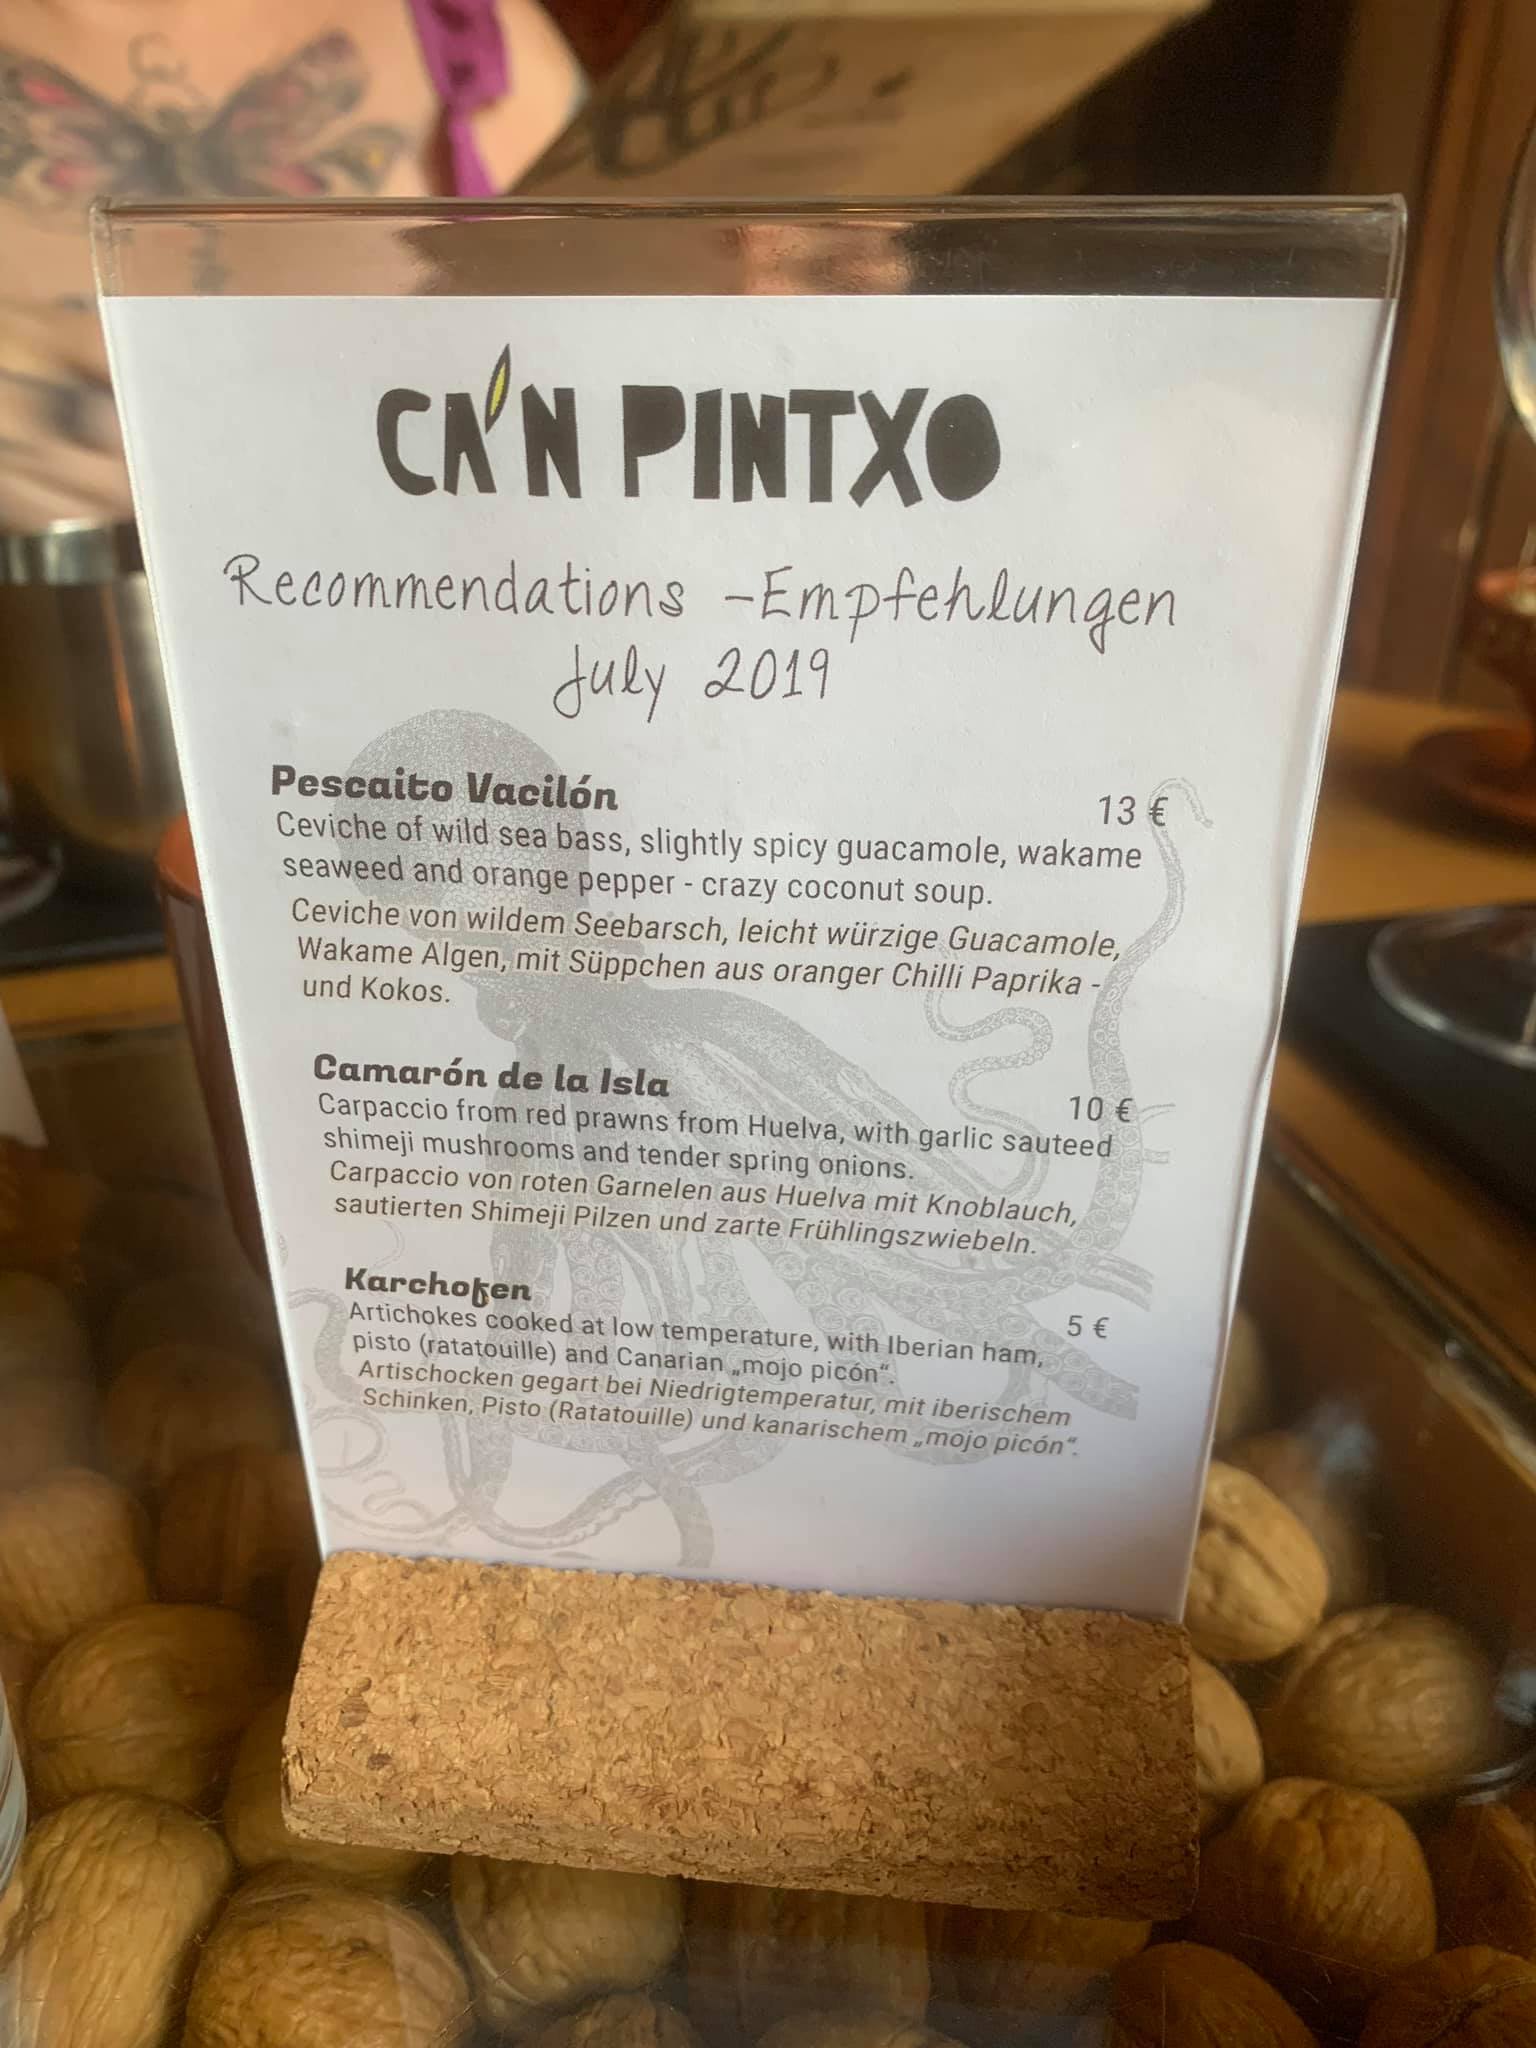 CA'N PINTXO
Recommendations - Empfehlungen
July 2019
Pescaito Vacilón
13 €
Ceviche of wild sea bass, slightly spicy guacamole, wakame
seaweed and orange pepper - crazy coconut soup.
Ceviche von wildem Seebarsch, leicht würzige Guacamole,
Wakame Algen, mit Süppchen aus oranger Chilli Paprika -
und Kokos.
Camarón de la Isla
10 €
Carpaccio from red prawns from Huelva, with garlic sauteed
shimeji mushrooms and tender spring onions.
Carpaccio von roten Garnelen aus Huelva mit Knoblauch,
sautierten Shimeji Pilzen und zarte Frühlingszwiebeln.
Karchofen
5 €
Artichokes cooked at low temperature, with Iberian ham,
pisto (ratatouille) and Canarian „mojo picón“.
Artischocken gegart bei Niedrigtemperatur, mit iberischem
Schinken, Pisto (Ratatouille) und kanarischem „mojo picón“.